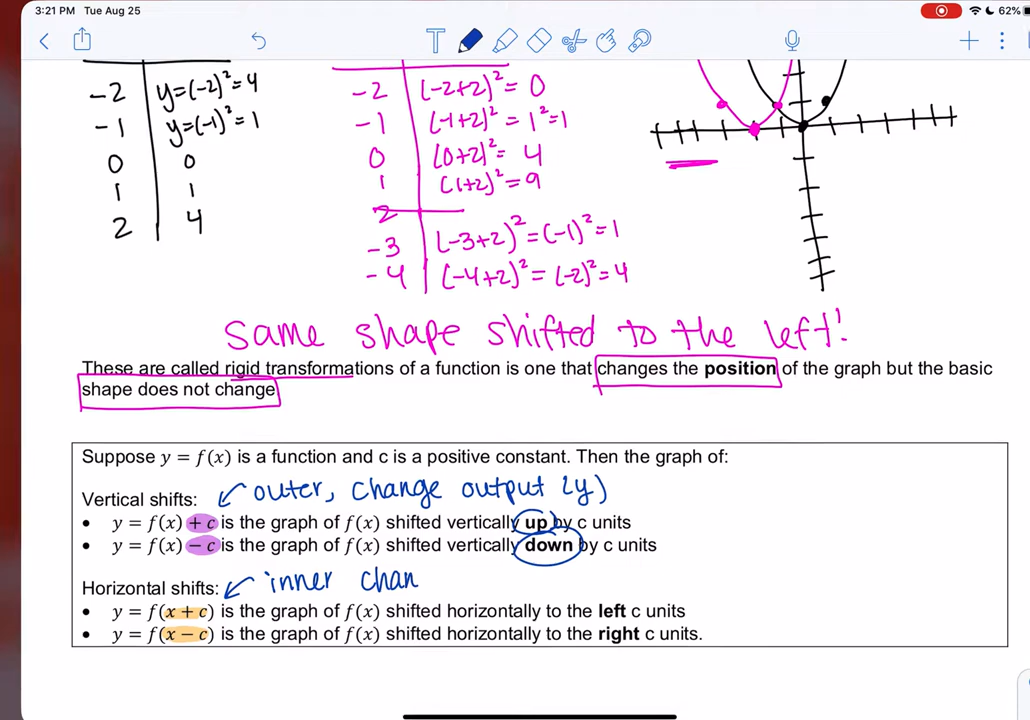 3:21 PM Tue Aug 25
62%
-2 y=(-2)²=4
-1 y=(-1)²=1
0 0
1 1
2 4
-2 (-2+2)²= 0
-1 (-1+2)²= 1²=1
0 (0+2)²= 4
1 (1+2)²=9
2
-3 (-3+2)²=(-1)²=1
-4 (-4+2)²=(-2)²=4
Same shape shifted to the left!
These are called rigid transformations of a function is one that changes the position of the graph but the basic
shape does not change
Suppose y = f(x) is a function and c is a positive constant. Then the graph of:
Vertical shifts: outer, change output (y)
• y = f(x) + c is the graph of f(x) shifted vertically up by c units
• y = f(x) − c is the graph of f(x) shifted vertically down by c units
Horizontal shifts: inner chan
• y = f(x + c) is the graph of f(x) shifted horizontally to the left c units
• y = f(x − c) is the graph of f(x) shifted horizontally to the right c units.